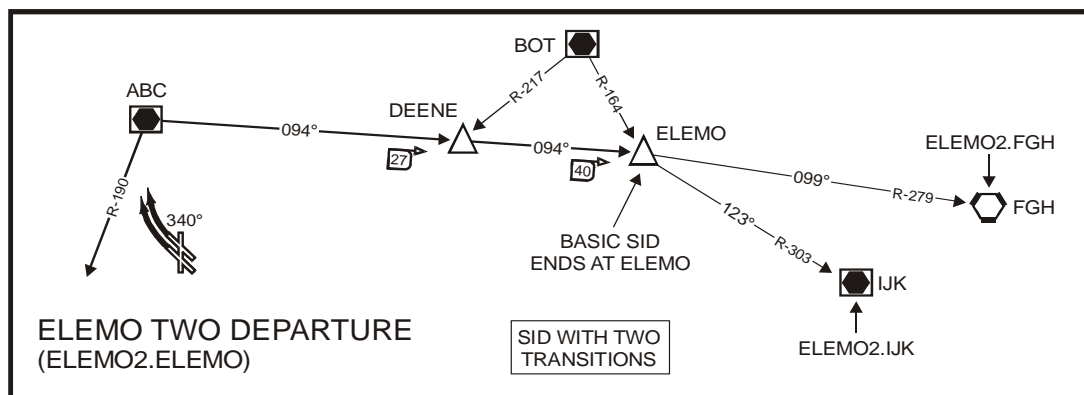 BOT
ABC
R-217
R-164
DEENE
094°
ELEMO
27
094°
40
ELEMO2.FGH
099°
R-279
FGH
R-190
340°
123°
R-303
BASIC SID
ENDS AT ELEMO
IJK
ELEMO TWO DEPARTURE
(ELEMO2.ELEMO)
SID WITH TWO
TRANSITIONS
ELEMO2.IJK